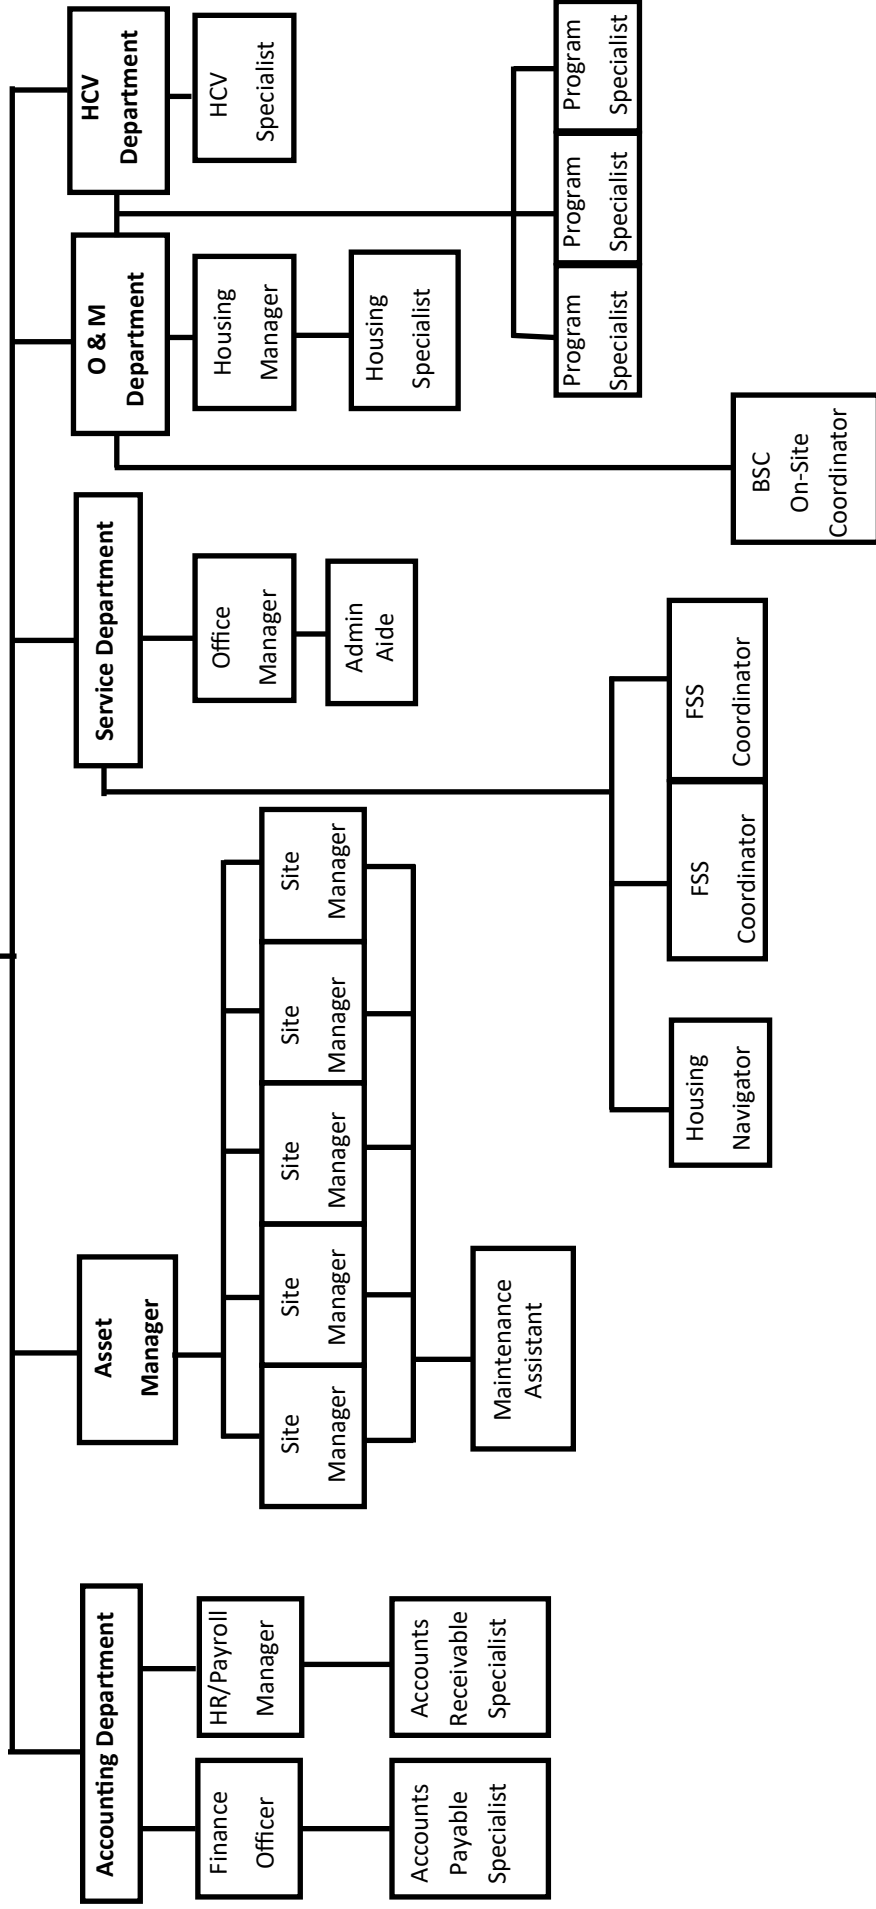 Accounting Department
Finance
Officer
Accounts
Payable
Specialist
HR/Payroll
Manager
Accounts
Receivable
Specialist
Asset
Manager
Site
Manager
Site
Manager
Site
Manager
Site
Manager
Site
Manager
Maintenance
Assistant
Service Department
Office
Manager
Admin
Aide
Housing
Navigator
FSS
Coordinator
FSS
Coordinator
O & M
Department
Housing
Manager
Housing
Specialist
BSC
On-Site
Coordinator
HCV
Department
HCV
Specialist
Program
Specialist
Program
Specialist
Program
Specialist